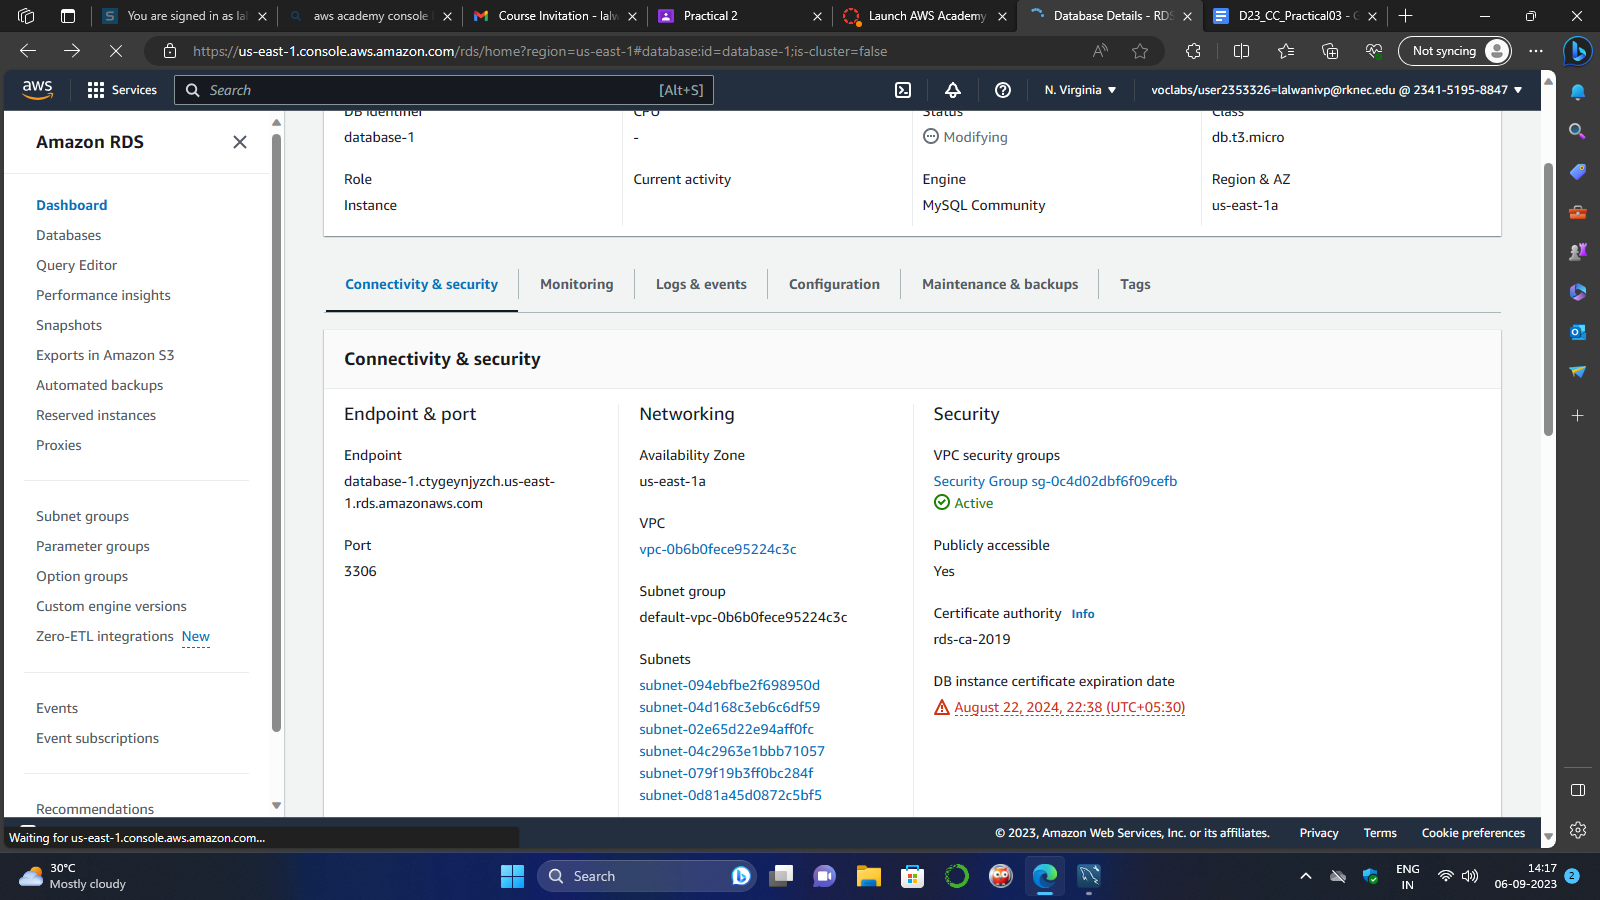 You are signed in as la
aws academy console
Course Invitation - lalw
Practical 2
Launch AWS Academy
Database Details - RDS
D23_CC_Practical03 - G
https://us-east-1.console.aws.amazon.com/rds/home?region=us-east-1#database:id=database-1;is-cluster=false
Not syncing
aws
Services
Search
[Alt+S]
N. Virginia
voclabs/user2353326=lalwanivp@rknec.edu @ 2341-5195-8847
Amazon RDS
Dashboard
Databases
Query Editor
Performance insights
Snapshots
Exports in Amazon S3
Automated backups
Reserved instances
Proxies
Subnet groups
Parameter groups
Option groups
Custom engine versions
Zero-ETL integrations New
Events
Event subscriptions
Recommendations
DB identifier
database-1
CPU
-
Status
Modifying
Class
db.t3.micro
Role
Instance
Current activity
Engine
MySQL Community
Region & AZ
us-east-1a
Connectivity & security
Monitoring
Logs & events
Configuration
Maintenance & backups
Tags
Connectivity & security
Endpoint & port
Endpoint
database-1.ctygeynjyzch.us-east-
1.rds.amazonaws.com
Port
3306
Networking
Availability Zone
us-east-1a
VPC
vpc-0b6b0fece95224c3c
Subnet group
default-vpc-0b6b0fece95224c3c
Subnets
subnet-094ebfbe2f698950d
subnet-04d168c3eb6c6df59
subnet-02e65d22e94aff0fc
subnet-04c2963e1bbb71057
subnet-079f19b3ff0bc284f
subnet-0d81a45d0872c5bf5
Security
VPC security groups
Security Group sg-0c4d02dbf6f09cefb
Active
Publicly accessible
Yes
Certificate authority Info
rds-ca-2019
DB instance certificate expiration date
August 22, 2024, 22:38 (UTC+05:30)
Waiting for us-east-1.console.aws.amazon.com...
© 2023, Amazon Web Services, Inc. or its affiliates.
Privacy
Terms
Cookie preferences
30°C
Mostly cloudy
Search
ENG
IN
14:17
06-09-2023
2